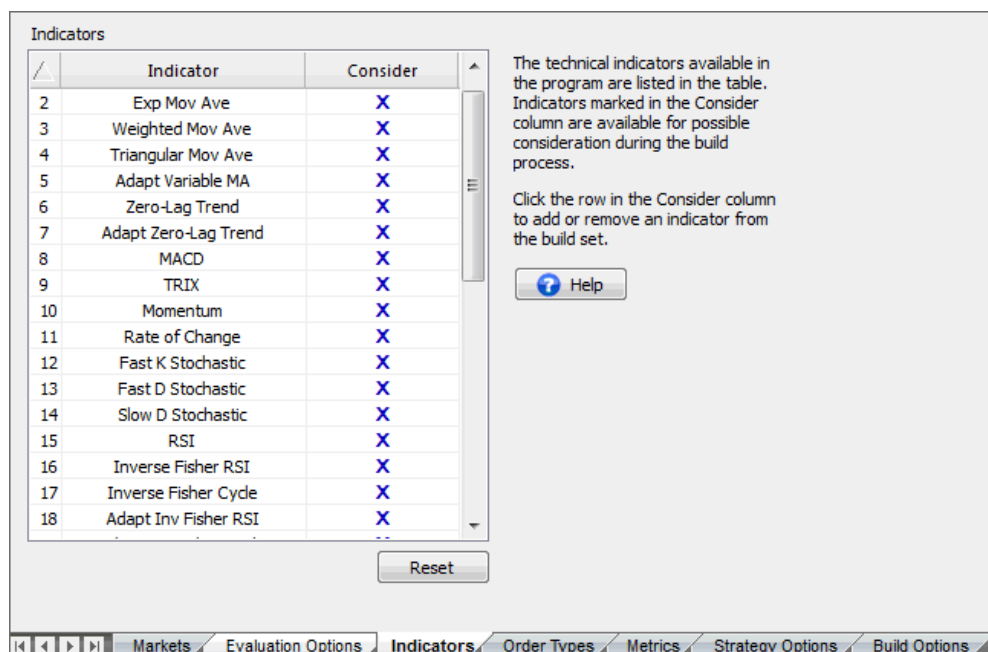 Indicators
Indicator Consider
2 Exp Mov Ave X
3 Weighted Mov Ave X
4 Triangular Mov Ave X
5 Adapt Variable MA X
6 Zero-Lag Trend X
7 Adapt Zero-Lag Trend X
8 MACD X
9 TRIX X
10 Momentum X
11 Rate of Change X
12 Fast K Stochastic X
13 Fast D Stochastic X
14 Slow D Stochastic X
15 RSI X
16 Inverse Fisher RSI X
17 Inverse Fisher Cycle X
18 Adapt Inv Fisher RSI X
Reset
The technical indicators available in
the program are listed in the table.
Indicators marked in the Consider
column are available for possible
consideration during the build
process.
Click the row in the Consider column
to add or remove an indicator from
the build set.
? Help
Markets Evaluation Options Indicators Order Types Metrics Strategy Options Build Options